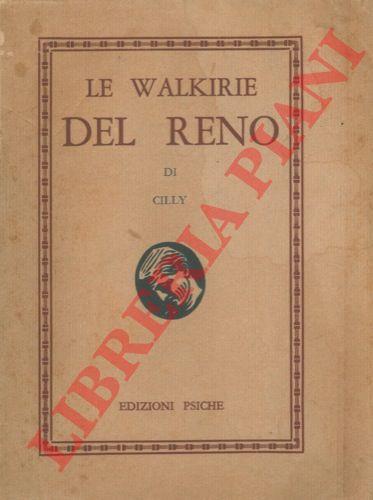 LE WALKIRIE
DEL RENO
DI
CILLY
EDIZIONI PSICHE
LIBRERIA PIANI